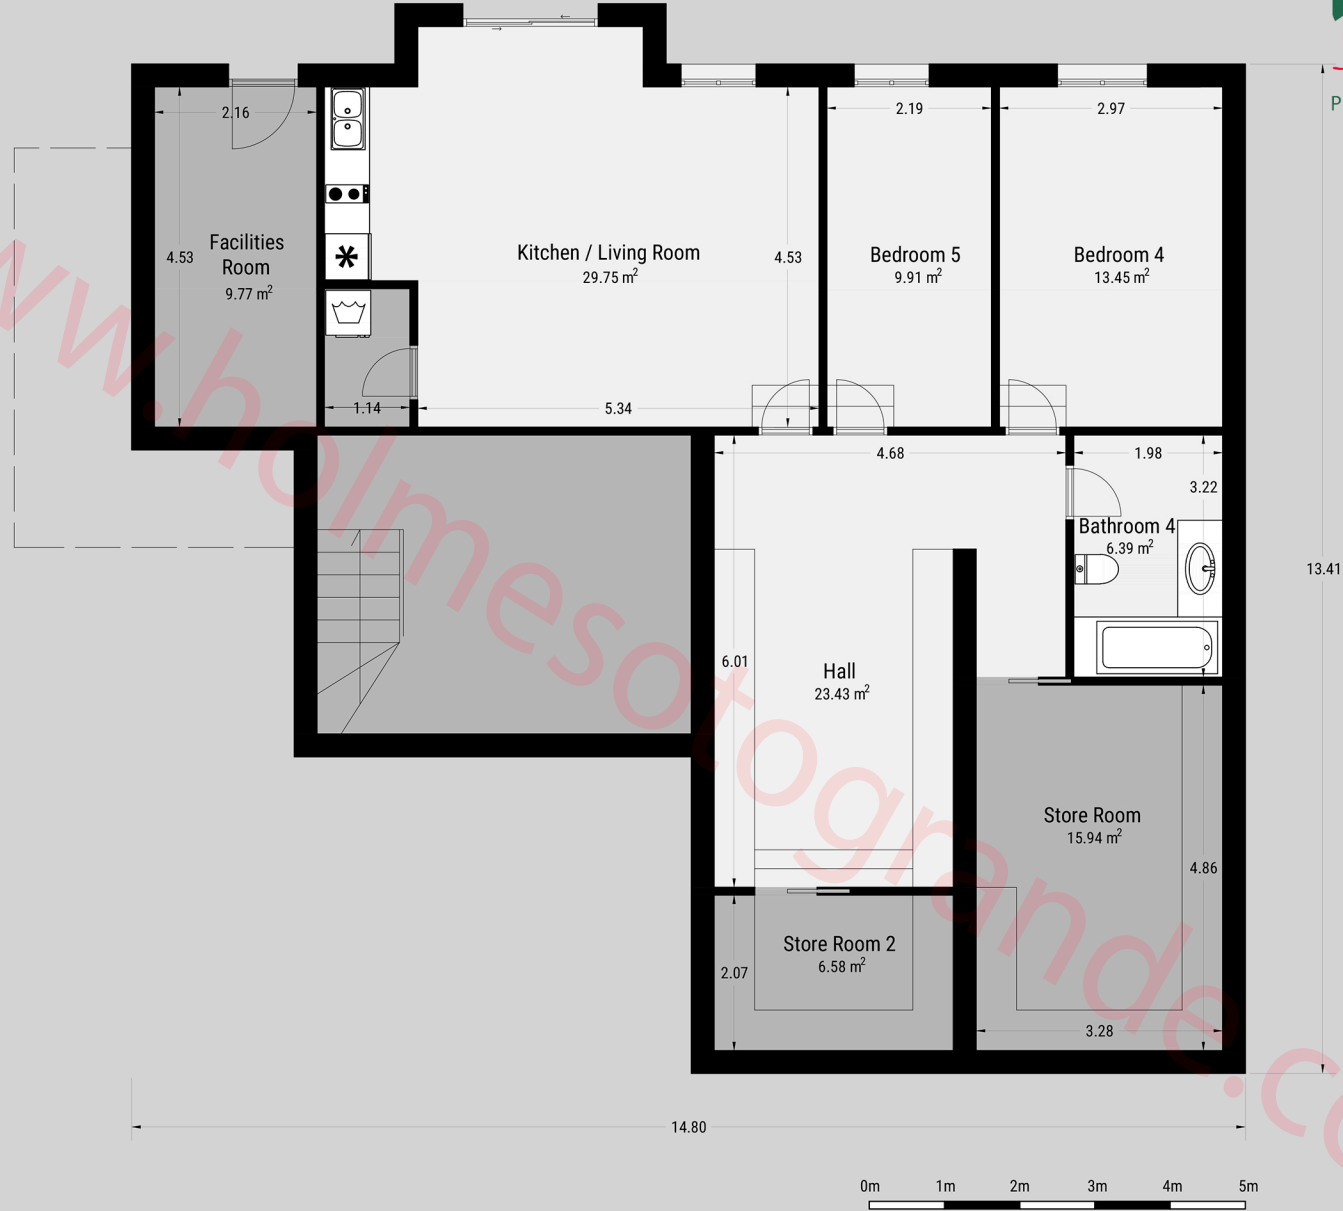 P
2.16
4.53
Facilities
Room
9.77 m²
Kitchen / Living Room
29.75 m²
4.53
2.19
Bedroom 5
9.91 m²
2.97
Bedroom 4
13.45 m²
1.14
5.34
4.68
1.98
3.22
Bathroom 4
6.39 m²
13.41
6.01
Hall
23.43 m²
Store Room
15.94 m²
4.86
Store Room 2
6.58 m²
2.07
3.28
14.80
0m 1m 2m 3m 4m 5m
ww.holmesotogrande.co